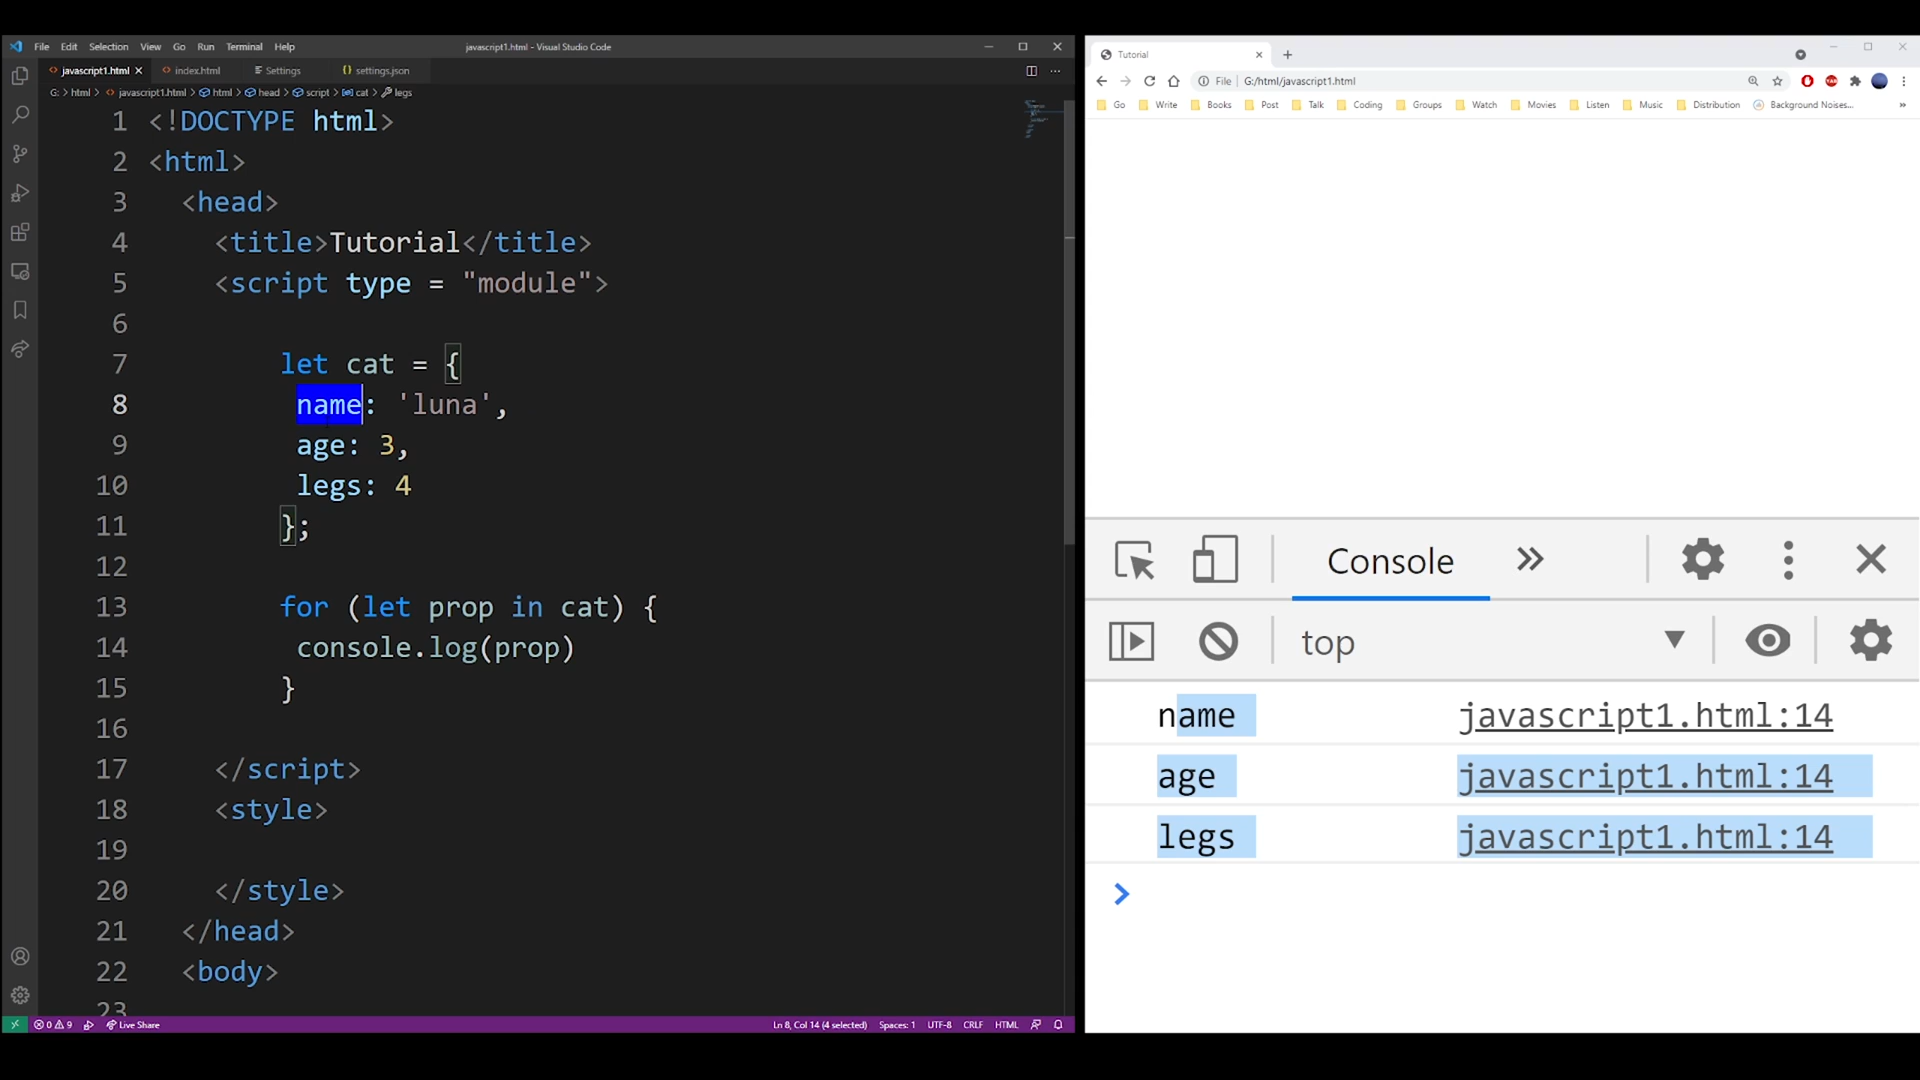 File Edit Selection View Go Run Terminal Help
javascript1.html - Visual Studio Code
javascript1.html index.html Settings settings.json
G: > html > javascript1.html > html > head > script > cat > legs
1 <!DOCTYPE html>
2 <html>
3 <head>
4 <title>Tutorial</title>
5 <script type = "module">
6
7 let cat = {
8 name: 'luna',
9 age: 3,
10 legs: 4
11 };
12
13 for (let prop in cat) {
14 console.log(prop)
15 }
16
17 </script>
18 <style>
19
20 </style>
21 </head>
22 <body>
23
0 9 Live Share
Ln 8, Col 14 (4 selected) Spaces: 1 UTF-8 CRLF HTML
Tutorial
File G:/html/javascript1.html
Go Write Books Post Talk Coding Groups Watch Movies Listen Music Distribution Background Noises...
Console
top
name javascript1.html:14
age javascript1.html:14
legs javascript1.html:14